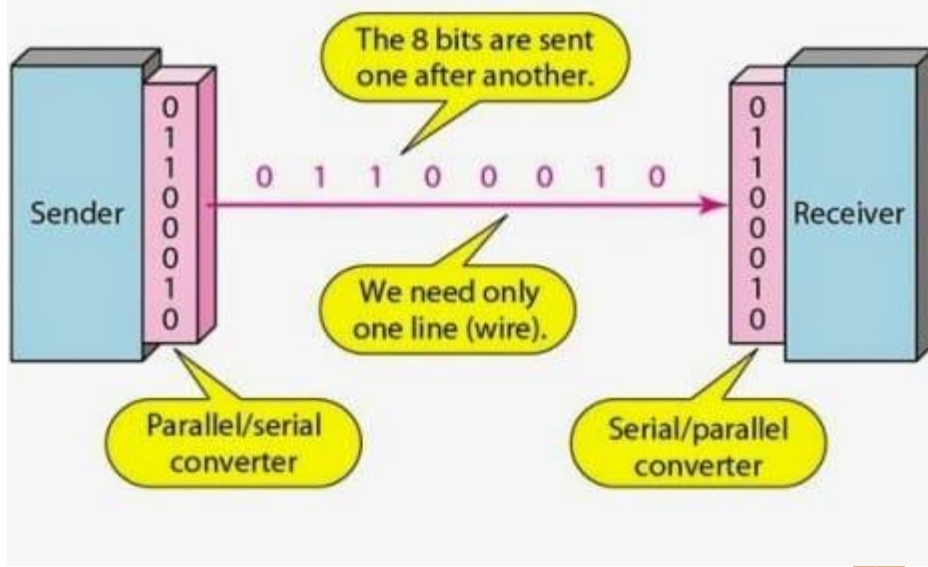 The 8 bits are sent
one after another.
0
1
1
0
0
0
1
0
0 1 1 0 0 0 1 0
0
1
1
0
0
0
1
0
Sender
Receiver
We need only
one line (wire).
Parallel/serial
converter
Serial/parallel
converter